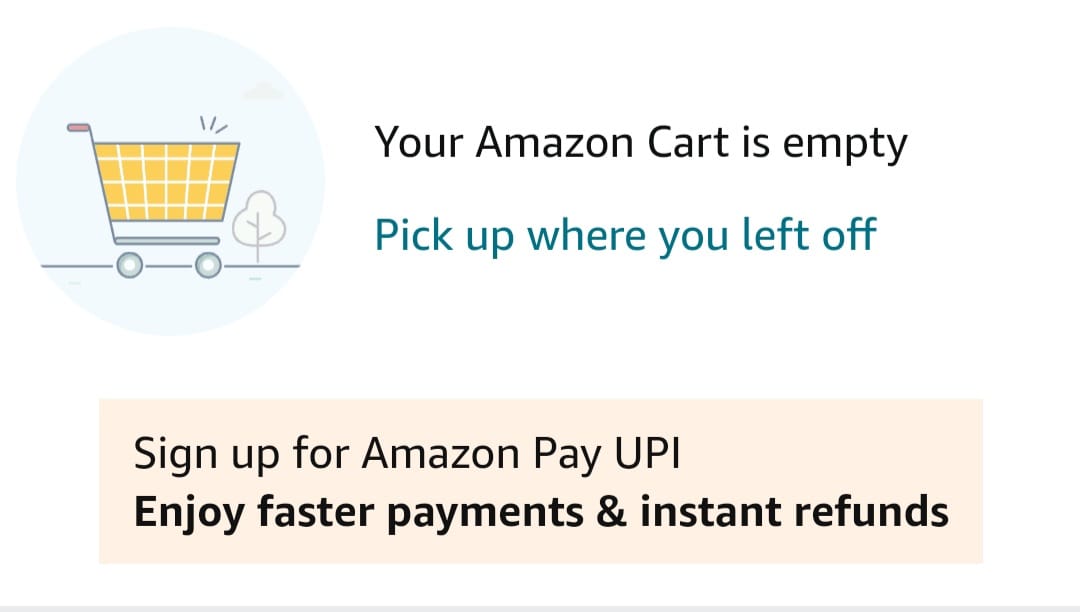 Your Amazon Cart is empty
Pick up where you left off
Sign up for Amazon Pay UPI
Enjoy faster payments & instant refunds